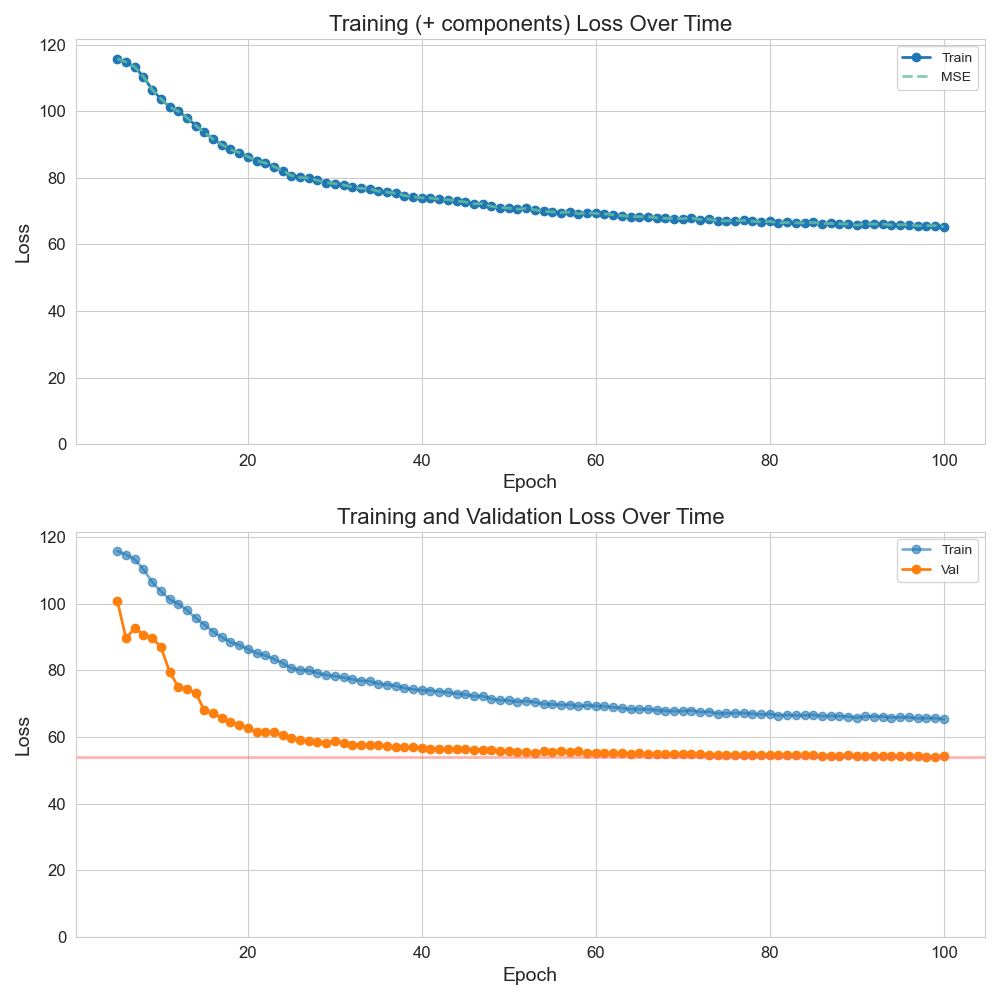 Training (+ components) Loss Over Time
120
100
80
60
40
20
0
Loss
Train
MSE
20 40 60 80 100
Epoch
Training and Validation Loss Over Time
120
100
80
60
40
20
0
Loss
Train
Val
20 40 60 80 100
Epoch